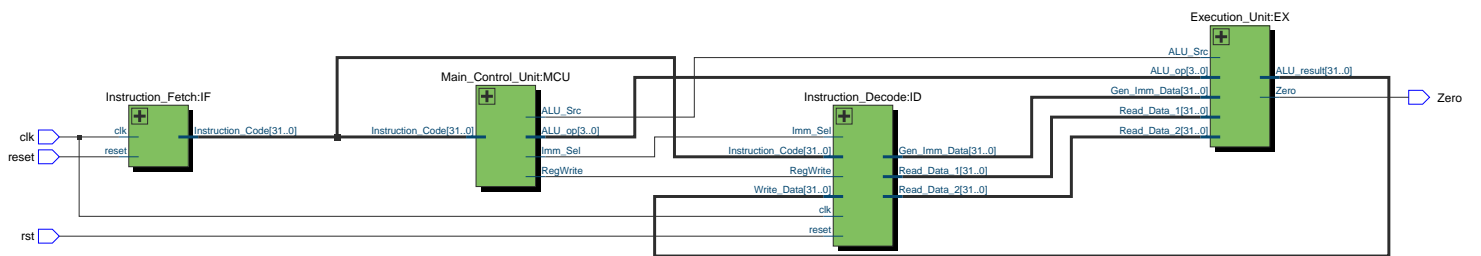 Execution_Unit:EX
ALU_Src
ALU_op[3..0]
ALU_result[31..0]
Gen_Imm_Data[31..0]
Zero
Zero
Read_Data_1[31..0]
Read_Data_2[31..0]
Main_Control_Unit:MCU
Instruction_Code[31..0]
ALU_Src
ALU_op[3..0]
Imm_Sel
RegWrite
Instruction_Fetch:IF
clk
clk
Instruction_Code[31..0]
reset
reset
Instruction_Decode:ID
Imm_Sel
Instruction_Code[31..0]
Gen_Imm_Data[31..0]
RegWrite
Read_Data_1[31..0]
Write_Data[31..0]
Read_Data_2[31..0]
clk
rst
reset